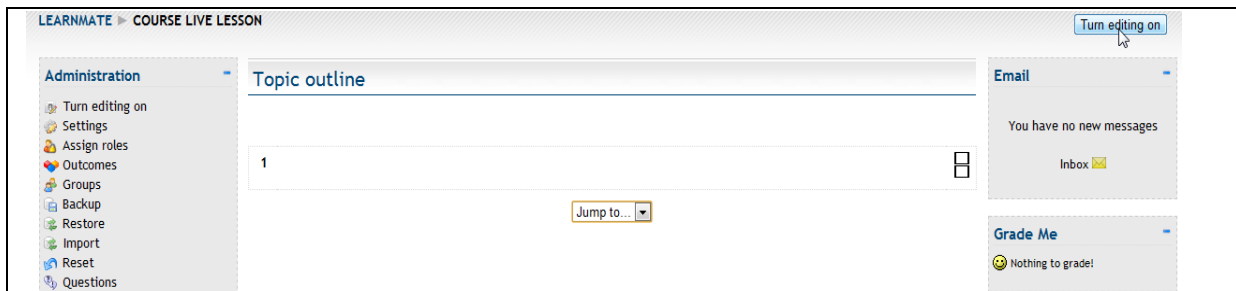 LEARNMATE ► COURSE LIVE LESSON
Turn editing on
Administration
Turn editing on
Settings
Assign roles
Outcomes
Groups
Backup
Restore
Import
Reset
Questions
Topic outline
1
Jump to...
Email
You have no new messages
Inbox
Grade Me
Nothing to grade!